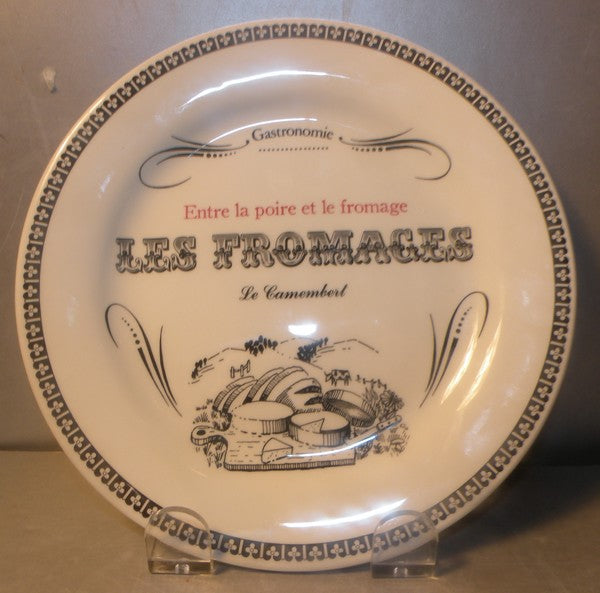 Gastronomie
Entre la poire et le fromage
LES FROMAGES
Le Camembert